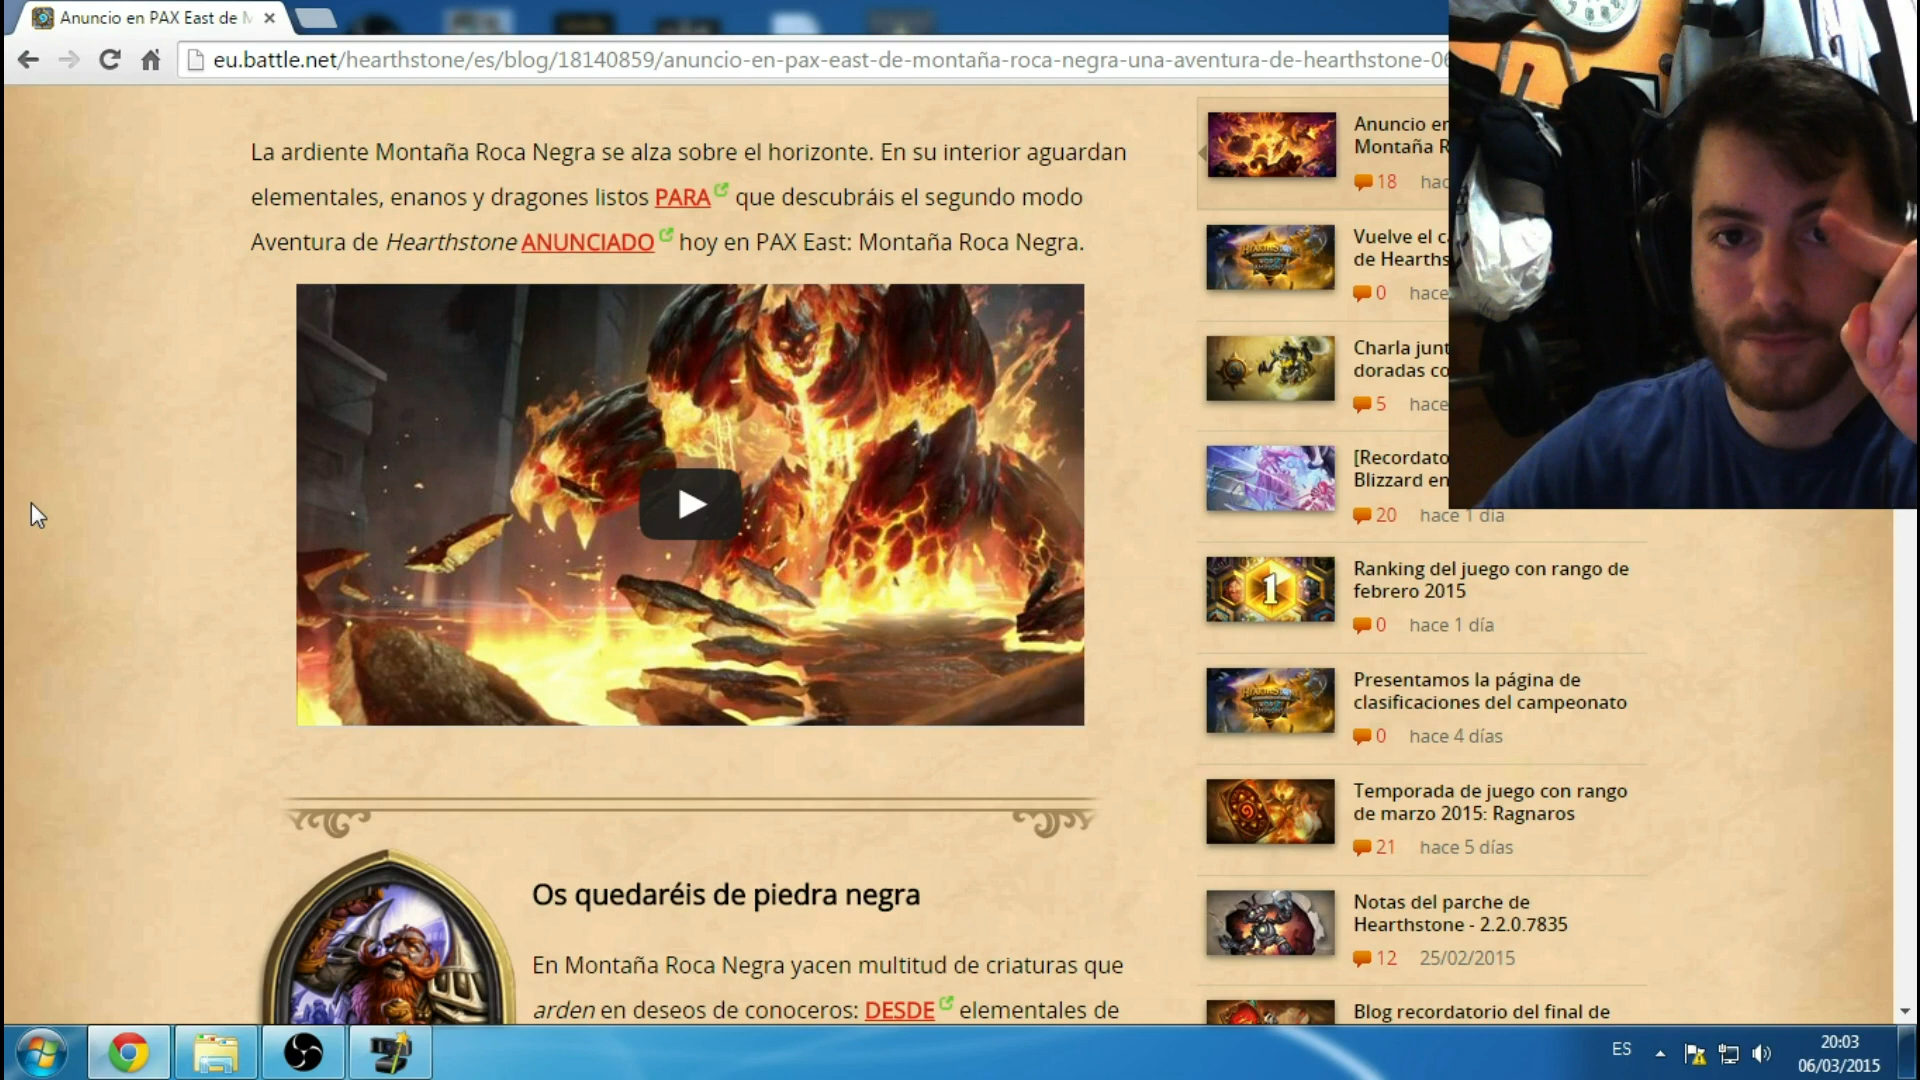 Anuncio en PAX East de M
eu.battle.net/hearthstone/es/blog/18140859/anuncio-en-pax-east-de-montaña-roca-negra-una-aventura-de-hearthstone-06
La ardiente Montaña Roca Negra se alza sobre el horizonte. En su interior aguardan
elementales, enanos y dragones listos PARA que descubráis el segundo modo
Aventura de Hearthstone ANUNCIADO hoy en PAX East: Montaña Roca Negra.
Os quedaréis de piedra negra
En Montaña Roca Negra yacen multitud de criaturas que
arden en deseos de conoceros: DESDE elementales de
Anuncio en
Montaña R
18 hac
Vuelve el c
de Hearths
0 hace
Charla junt
doradas co
5 hace
[Recordato
Blizzard en
20 hace 1 día
1
Ranking del juego con rango de
febrero 2015
0 hace 1 día
Presentamos la página de
clasificaciones del campeonato
0 hace 4 días
Temporada de juego con rango
de marzo 2015: Ragnaros
21 hace 5 días
Notas del parche de
Hearthstone - 2.2.0.7835
12 25/02/2015
Blog recordatorio del final de
ES
20:03
06/03/2015